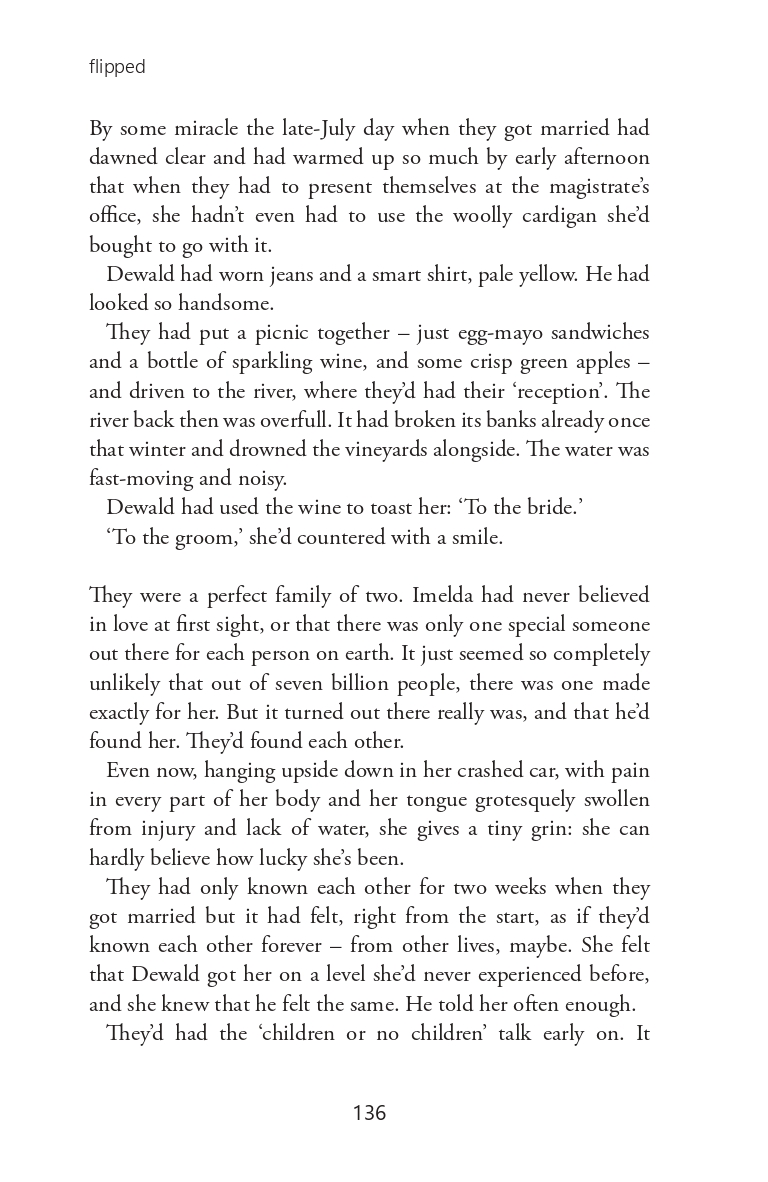 flipped
By some miracle the late-July day when they got married had
dawned clear and had warmed up so much by early afternoon
that when they had to present themselves at the magistrate’s
office, she hadn’t even had to use the woolly cardigan she’d
bought to go with it.
Dewald had worn jeans and a smart shirt, pale yellow. He had
looked so handsome.
They had put a picnic together – just egg-mayo sandwiches
and a bottle of sparkling wine, and some crisp green apples –
and driven to the river, where they’d had their ‘reception’. The
river back then was overfull. It had broken its banks already once
that winter and drowned the vineyards alongside. The water was
fast-moving and noisy.
Dewald had used the wine to toast her: ‘To the bride.’
‘To the groom,’ she’d countered with a smile.
They were a perfect family of two. Imelda had never believed
in love at first sight, or that there was only one special someone
out there for each person on earth. It just seemed so completely
unlikely that out of seven billion people, there was one made
exactly for her. But it turned out there really was, and that he’d
found her. They’d found each other.
Even now, hanging upside down in her crashed car, with pain
in every part of her body and her tongue grotesquely swollen
from injury and lack of water, she gives a tiny grin: she can
hardly believe how lucky she’s been.
They had only known each other for two weeks when they
got married but it had felt, right from the start, as if they’d
known each other forever – from other lives, maybe. She felt
that Dewald got her on a level she’d never experienced before,
and she knew that he felt the same. He told her often enough.
They’d had the ‘children or no children’ talk early on. It
136